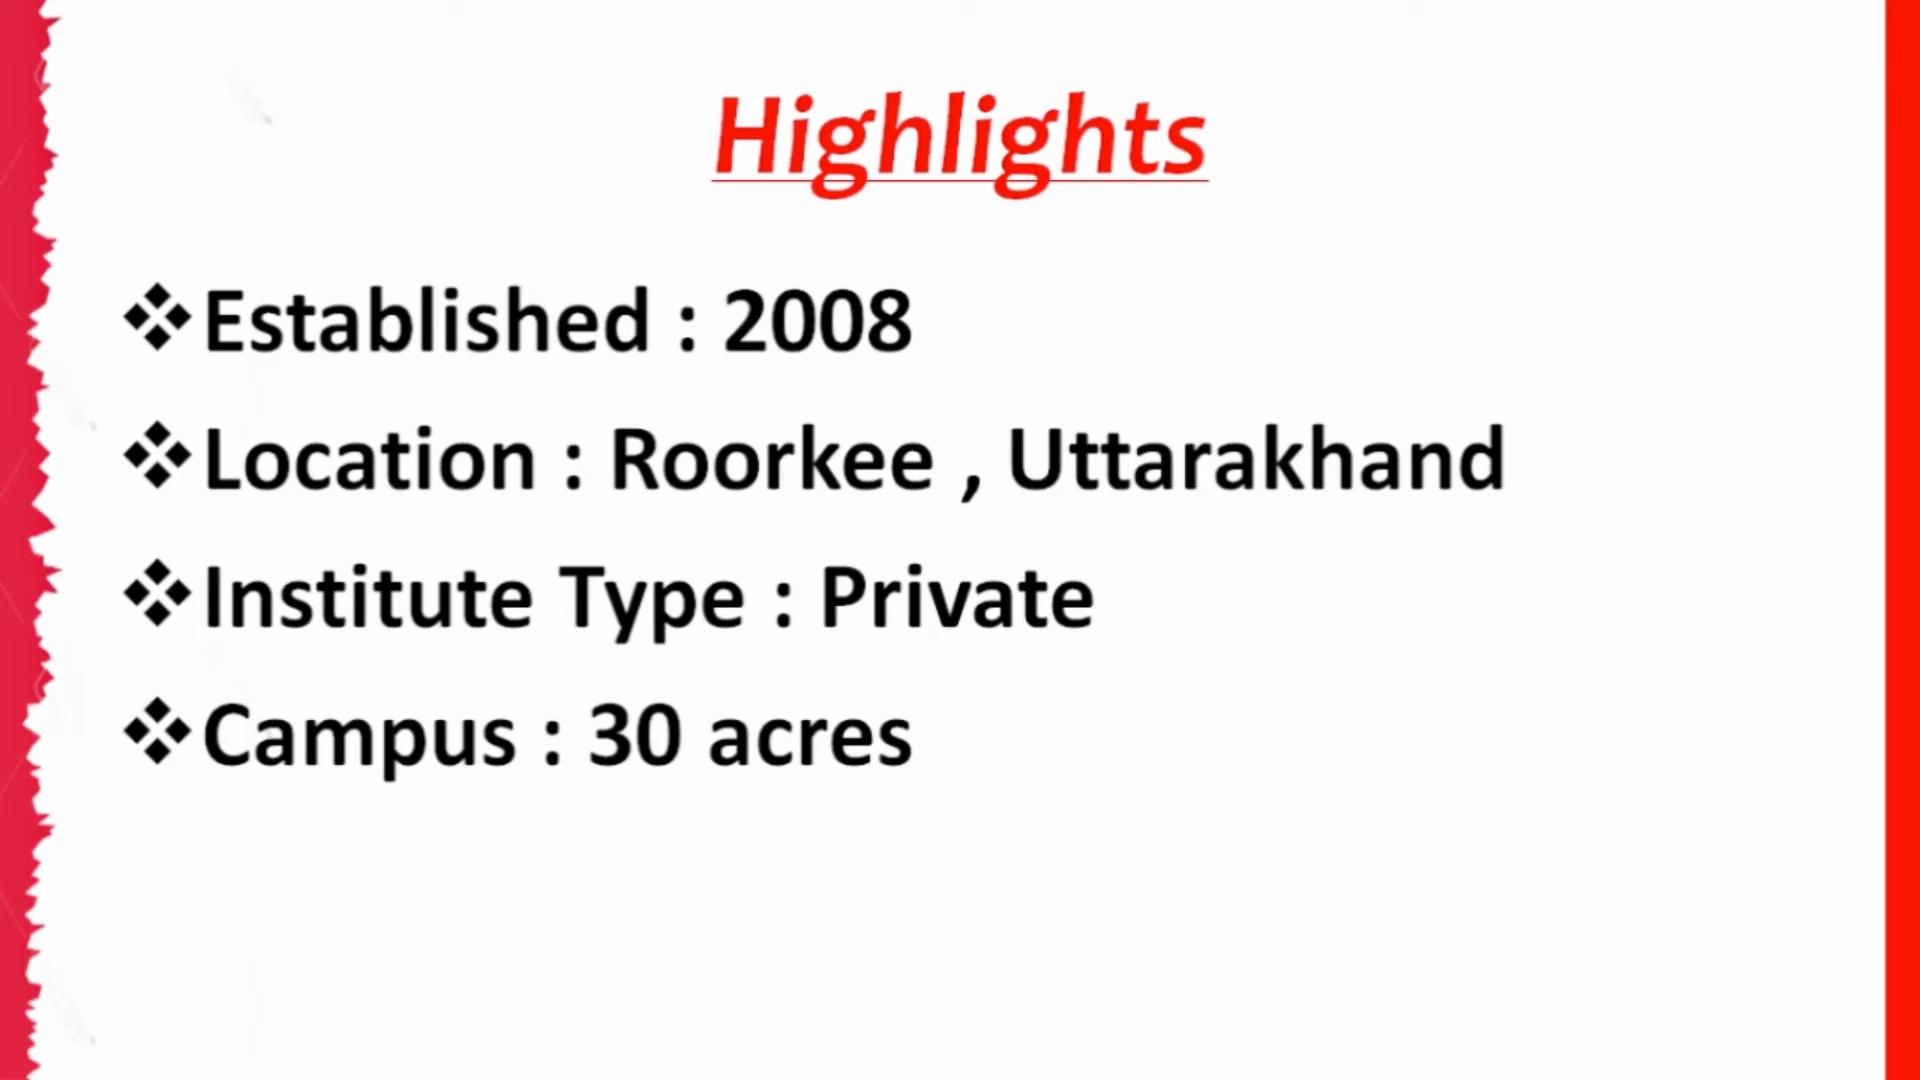 Highlights
❖Established : 2008
❖Location : Roorkee , Uttarakhand
❖Institute Type : Private
❖Campus : 30 acres